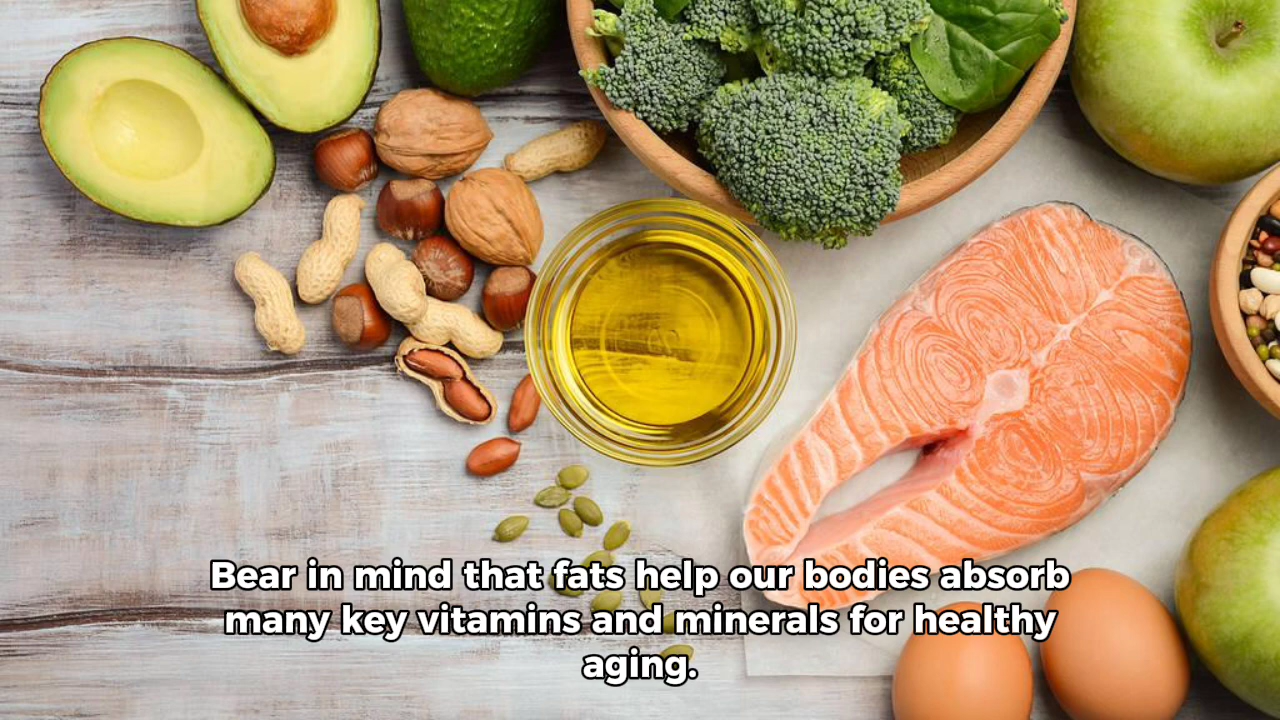 Bear in mind that fats help our bodies absorb
many key vitamins and minerals for healthy
aging.